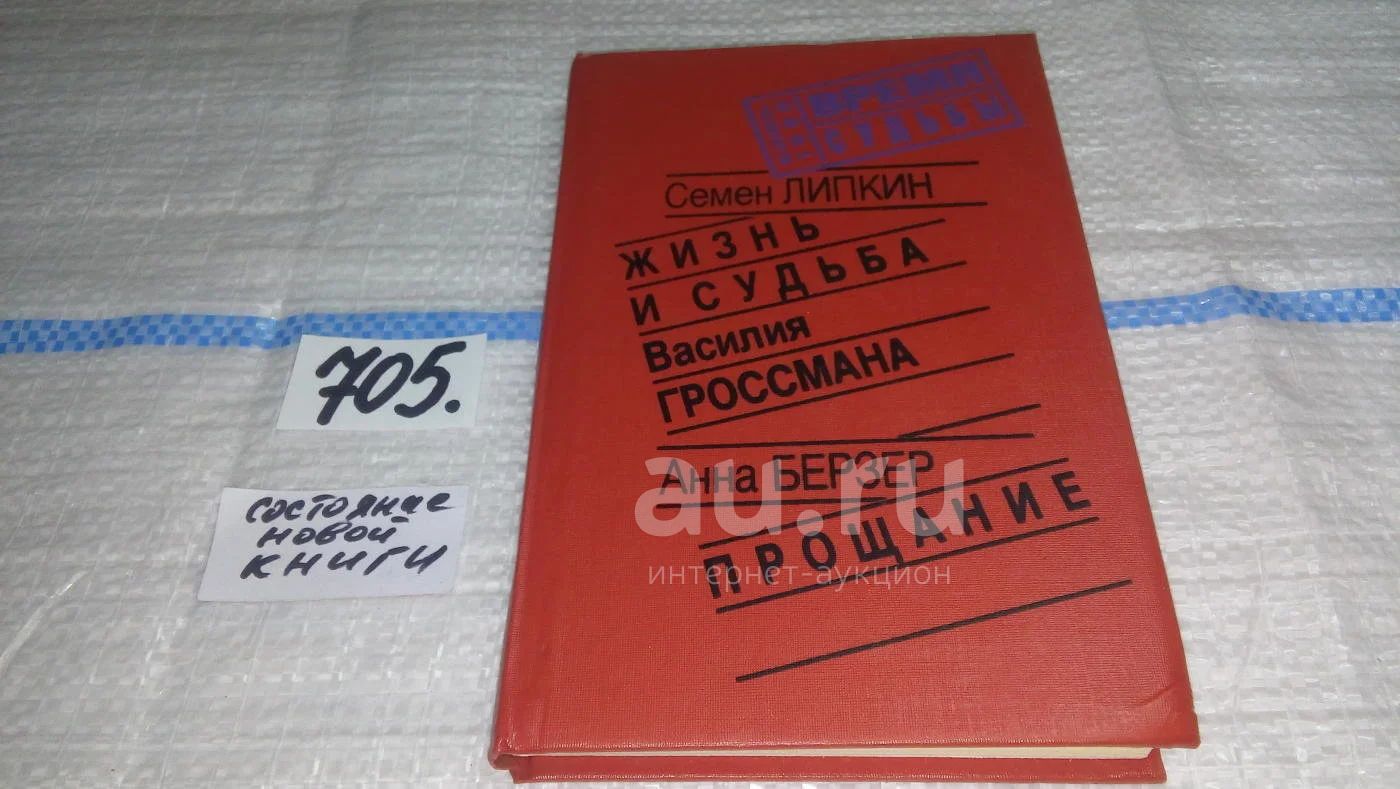 ВРЕМЯ
СУДЬБЫ
Семен ЛИПКИН
ЖИЗНЬ
И СУДЬБА
Василия
ГРОССМАНА
Анна БЕРЗЕР
ПРОЩАНИЕ
705.
состояние
новой
книги
au.ru
интернет-аукцион